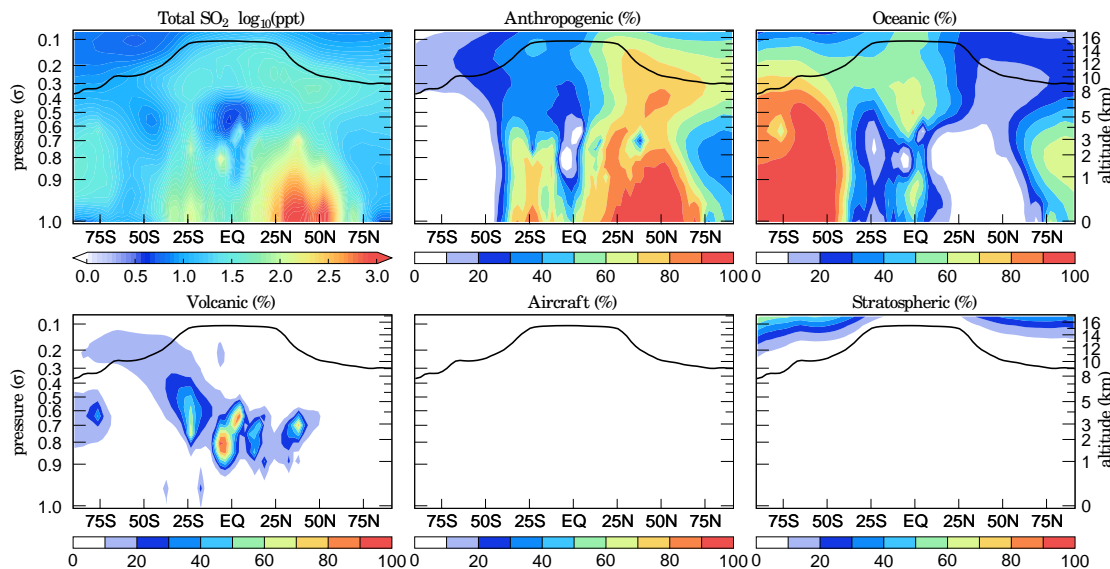 Total SO2 log10(ppt)
Anthropogenic (%)
Oceanic (%)
pressure (σ)
0.1
0.2
0.3
0.4
0.5
0.6
0.8
0.9
1.0
16
14
12
10
8
5
3
2
1
0
altitude (km)
75S 50S 25S EQ 25N 50N 75N
75S 50S 25S EQ 25N 50N 75N
75S 50S 25S EQ 25N 50N 75N
0.0 0.5 1.0 1.5 2.0 2.5 3.0
0 20 40 60 80 100
0 20 40 60 80 100
Volcanic (%)
Aircraft (%)
Stratospheric (%)
pressure (σ)
0.1
0.2
0.3
0.4
0.5
0.6
0.8
0.9
1.0
16
14
12
10
8
5
3
2
1
0
altitude (km)
75S 50S 25S EQ 25N 50N 75N
75S 50S 25S EQ 25N 50N 75N
75S 50S 25S EQ 25N 50N 75N
0 20 40 60 80 100
0 20 40 60 80 100
0 20 40 60 80 100